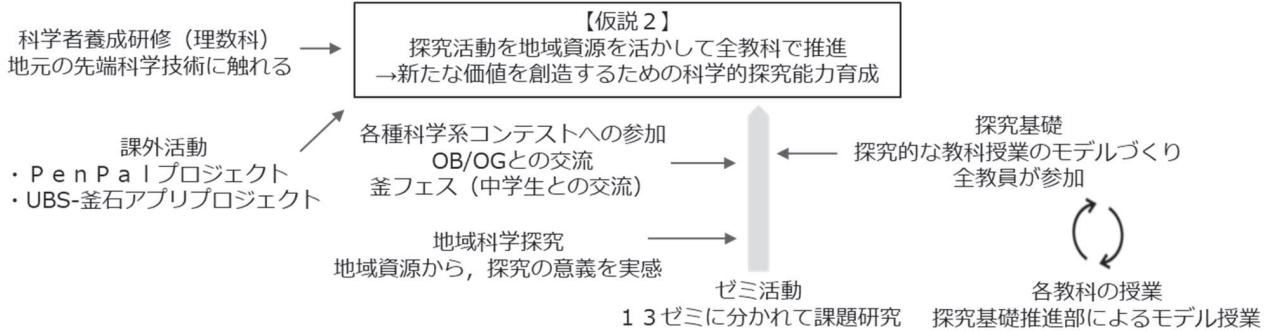 【仮説２】
探究活動を地域資源を活かして全教科で推進
→新たな価値を創造するための科学的探究能力育成
科学者養成研修（理数科）
地元の先端科学技術に触れる
課外活動
・ＰｅｎＰａｌプロジェクト
・UBS-釜石アプリプロジェクト
各種科学系コンテストへの参加
OB/OGとの交流
釜フェス（中学生との交流）
地域科学探究
地域資源から，探究の意義を実感
ゼミ活動
１３ゼミに分かれて課題研究
探究基礎
探究的な教科授業のモデルづくり
全教員が参加
各教科の授業
探究基礎推進部によるモデル授業